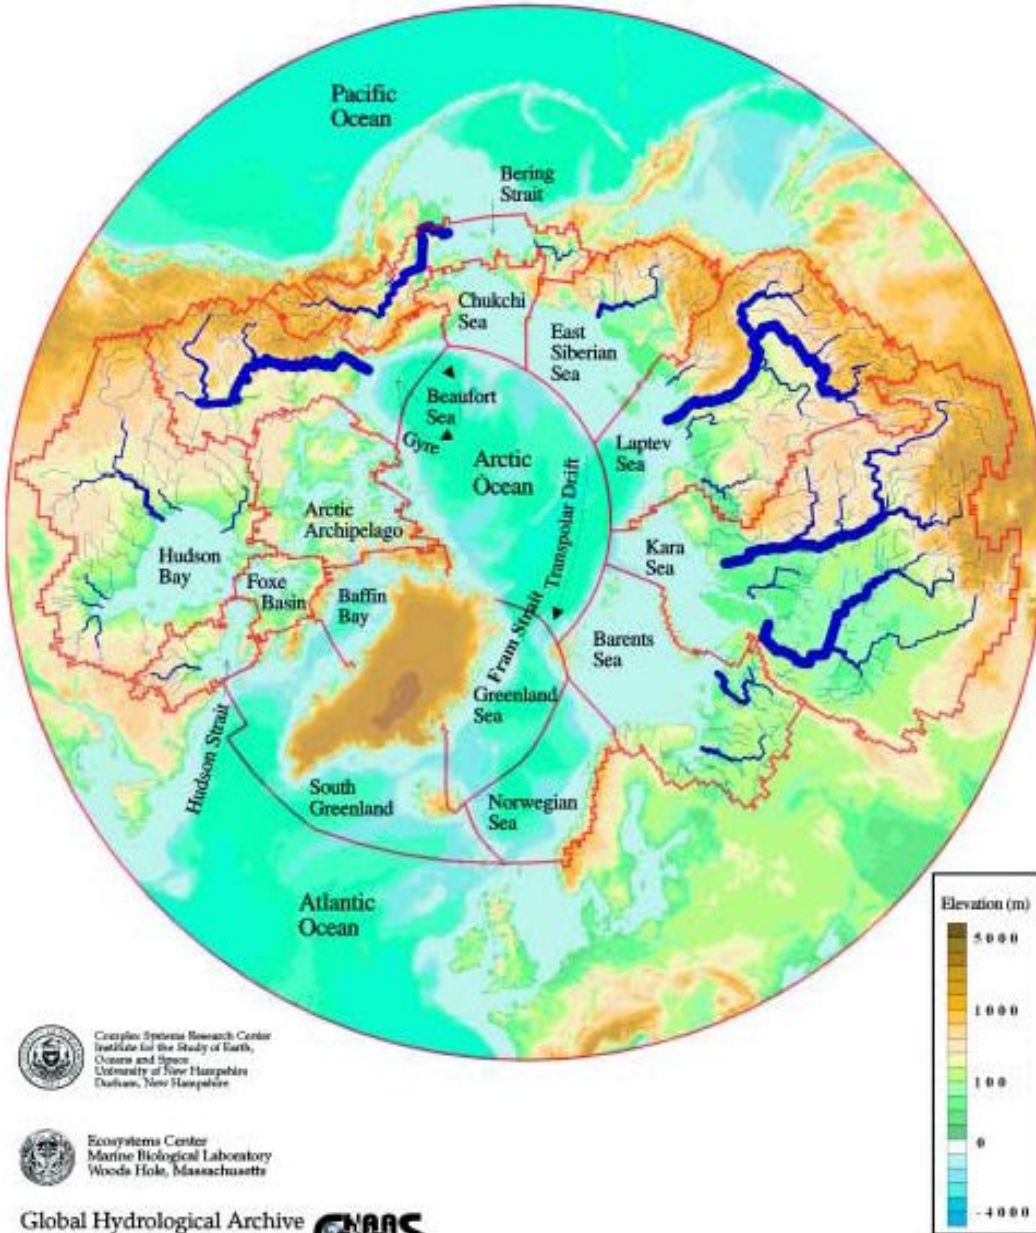 Pacific
Ocean
Bering
Strait
Chukchi
Sea
East
Siberian
Sea
Beaufort
Sea
Gyre
Laptev
Sea
Arctic
Ocean
Transpolar Drift
Arctic
Archipelago
Kara
Sea
Hudson
Bay
Foxe
Basin
Baffin
Bay
Fram Strait
Barents
Sea
Greenland
Sea
Hudson Strait
South
Greenland
Norwegian
Sea
Atlantic
Ocean
Elevation (m)
5000
1000
100
0
-4000
Complex Systems Research Center
Institute for the Study of Earth,
Oceans and Space
University of New Hampshire
Durham, New Hampshire
Ecosystems Center
Marine Biological Laboratory
Woods Hole, Massachusetts
Global Hydrological Archive